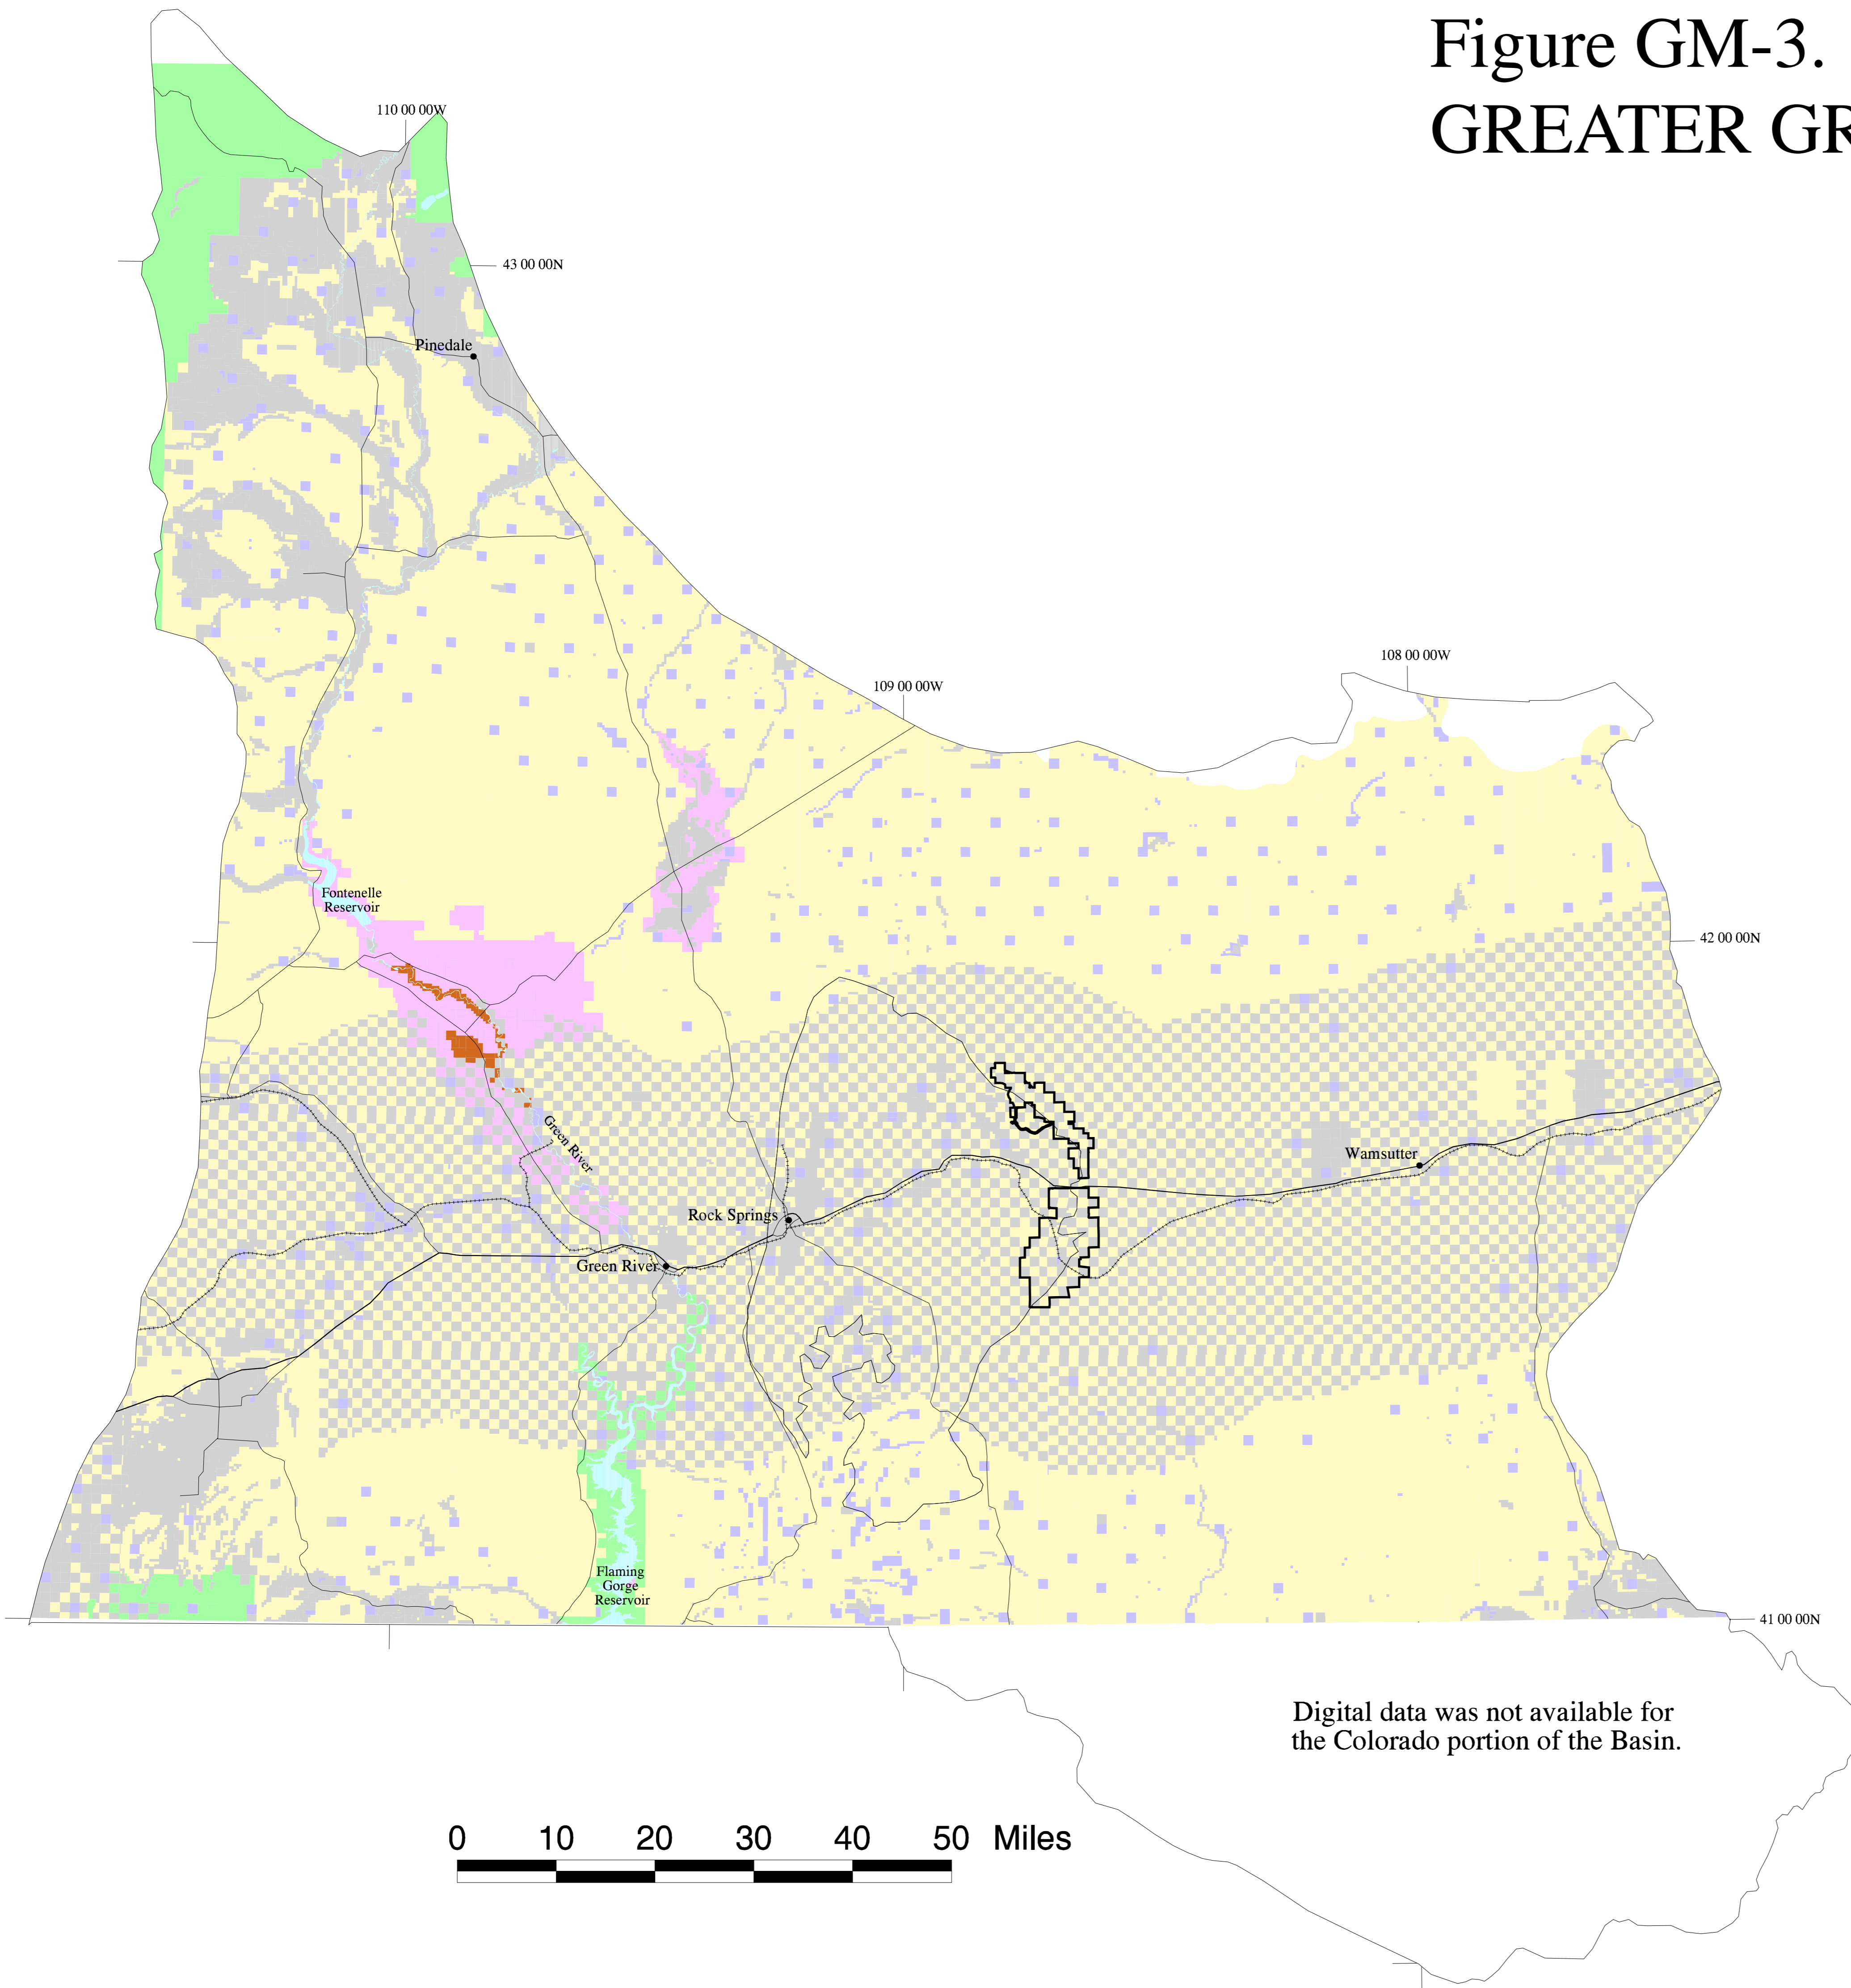 Figure GM-3.
GREATER GR
110 00 00W
43 00 00N
Pinedale
108 00 00W
109 00 00W
Fontenelle
Reservoir
42 00 00N
Green River
Wamsutter
Rock Springs
Green River
Flaming
Gorge
Reservoir
41 00 00N
Digital data was not available for
the Colorado portion of the Basin.
0 10 20 30 40 50 Miles